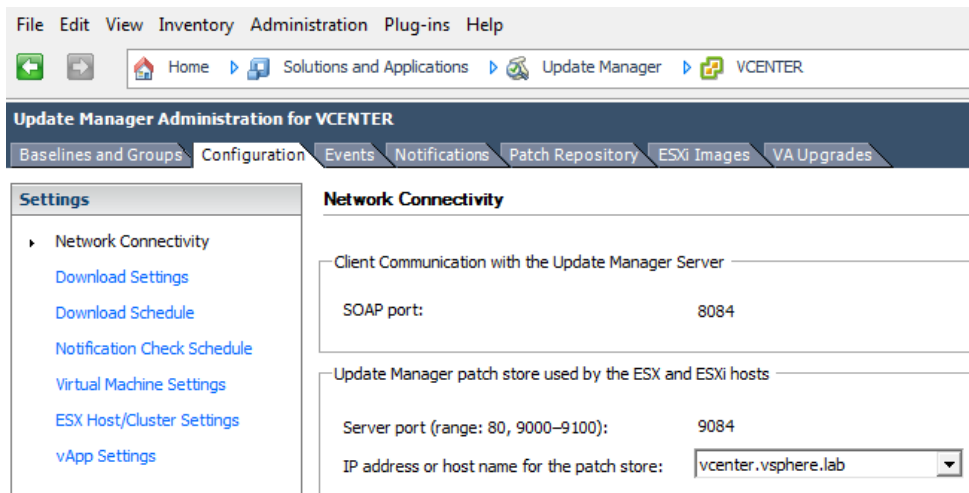 File Edit View Inventory Administration Plug-ins Help
Home Solutions and Applications Update Manager VCENTER
Update Manager Administration for VCENTER
Baselines and Groups Configuration Events Notifications Patch Repository ESXi Images VA Upgrades
Settings
Network Connectivity
Download Settings
Download Schedule
Notification Check Schedule
Virtual Machine Settings
ESX Host/Cluster Settings
vApp Settings
Network Connectivity
Client Communication with the Update Manager Server
SOAP port: 8084
Update Manager patch store used by the ESX and ESXi hosts
Server port (range: 80, 9000–9100): 9084
IP address or host name for the patch store: vcenter.vsphere.lab